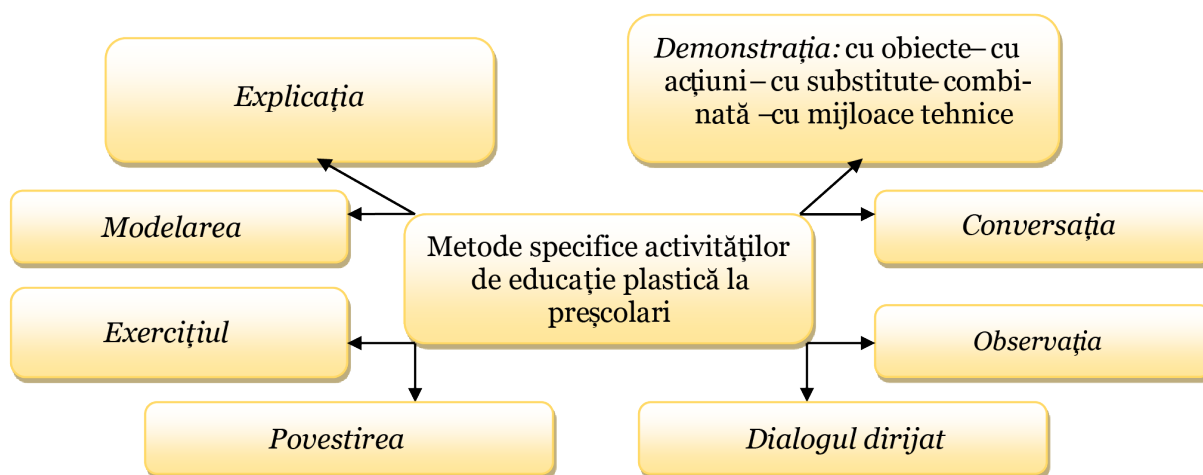 Explicația
Demonstrația: cu obiecte– cu
acțiuni – cu substitute- combi-
nată –cu mijloace tehnice
Modelarea
Metode specifice activităților
de educație plastică la
preșcolari
Conversația
Exercițiul
Observația
Povestirea
Dialogul dirijat